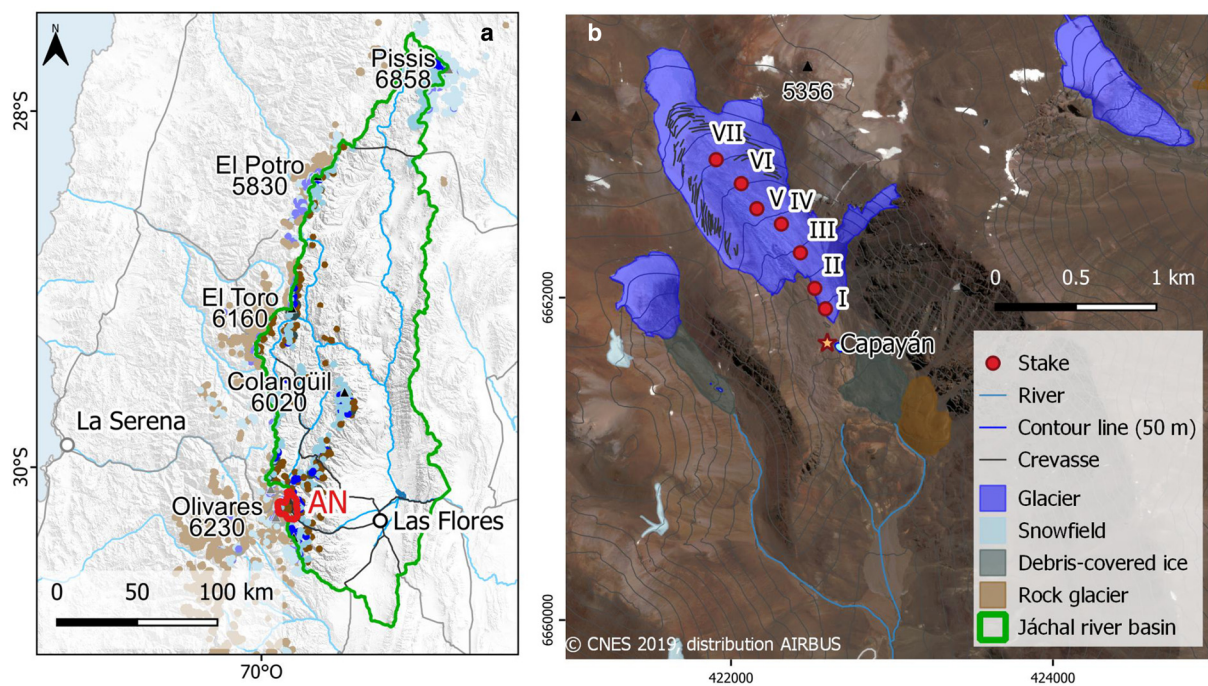 N
a
Pissis
6858
28°S
El Potro
5830
El Toro
6160
Colangüil
6020
La Serena
30°S
Olivares
6230
AN
Las Flores
0 50 100 km
70°O
b
5356
VII
VI
V IV
III
II
I
Capayán
0 0.5 1 km
6662000
6660000
Stake
River
Contour line (50 m)
Crevasse
Glacier
Snowfield
Debris-covered ice
Rock glacier
Jáchal river basin
© CNES 2019, distribution AIRBUS
422000 424000